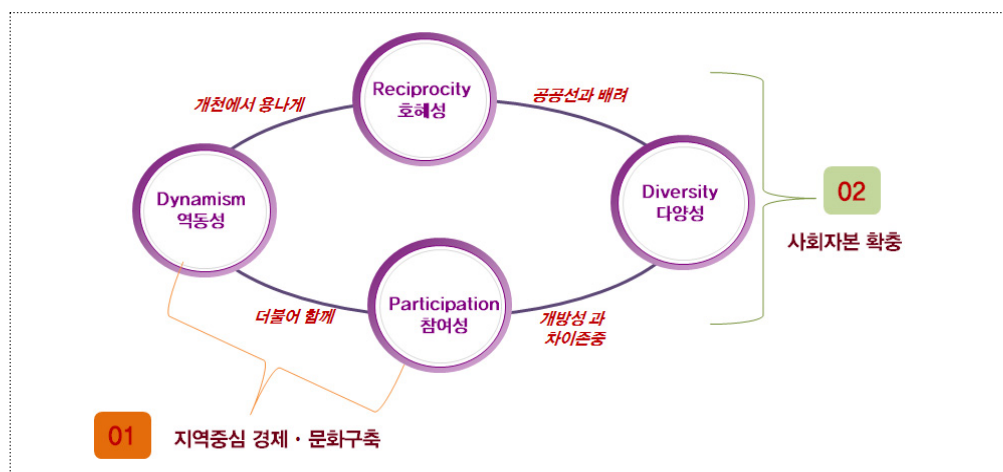 Reciprocity
호혜성
개천에서 용나게
공공선과 배려
Dynamism
역동성
Diversity
다양성
02
사회자본 확충
Participation
참여성
더불어 함께
개방성 과
차이존중
01
지역중심 경제 · 문화구축